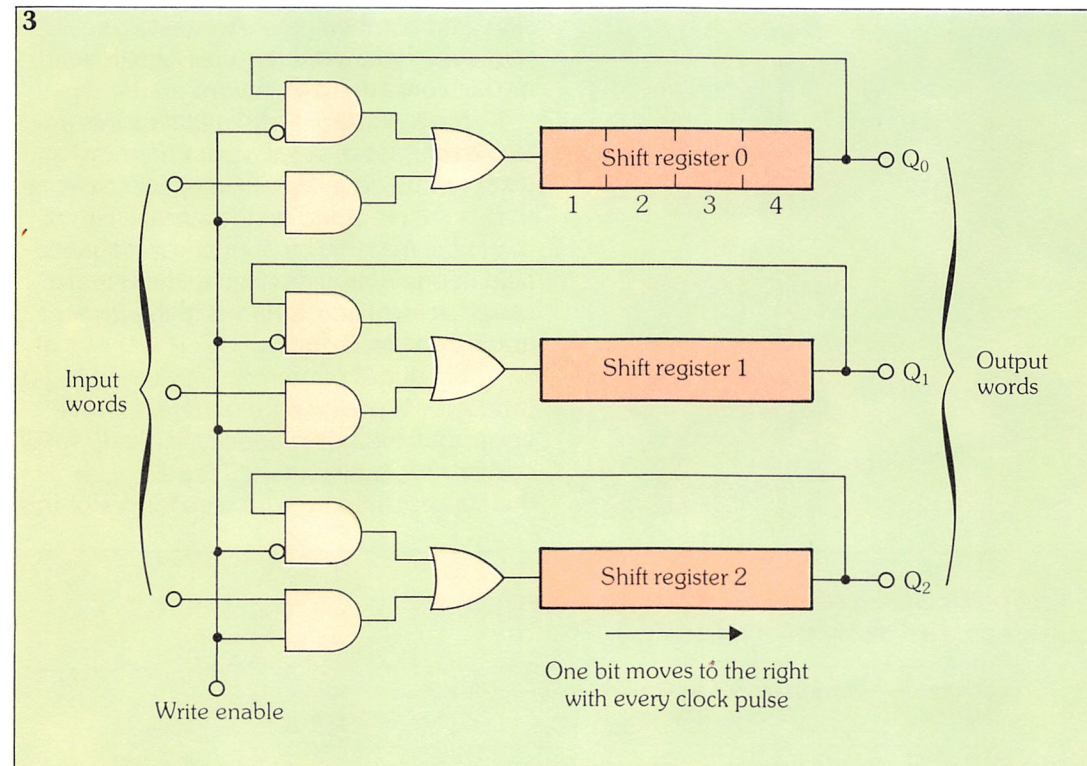 3
Shift register 0
Q0
1 2 3 4
Shift register 1
Q1
Input
words
Output
words
Shift register 2
Q2
One bit moves to the right
with every clock pulse
Write enable